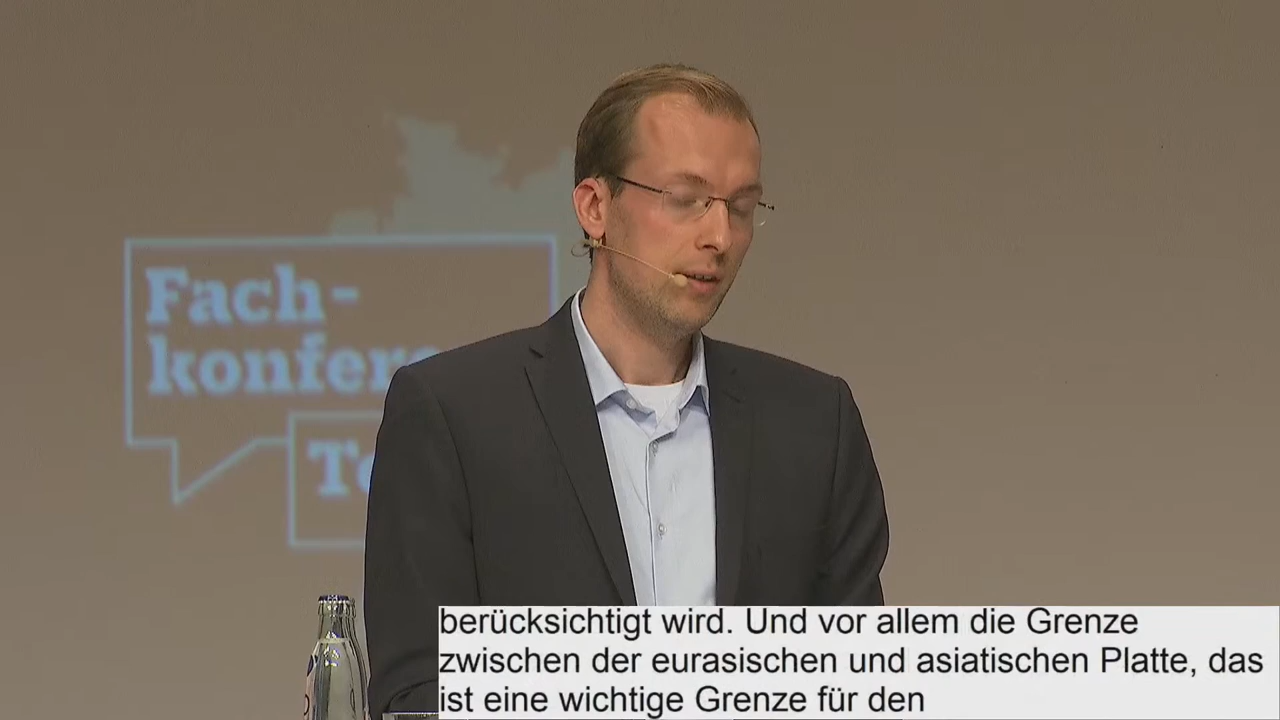 Fach-
konfere
Te
berücksichtigt wird. Und vor allem die Grenze
zwischen der eurasischen und asiatischen Platte, das
ist eine wichtige Grenze für den